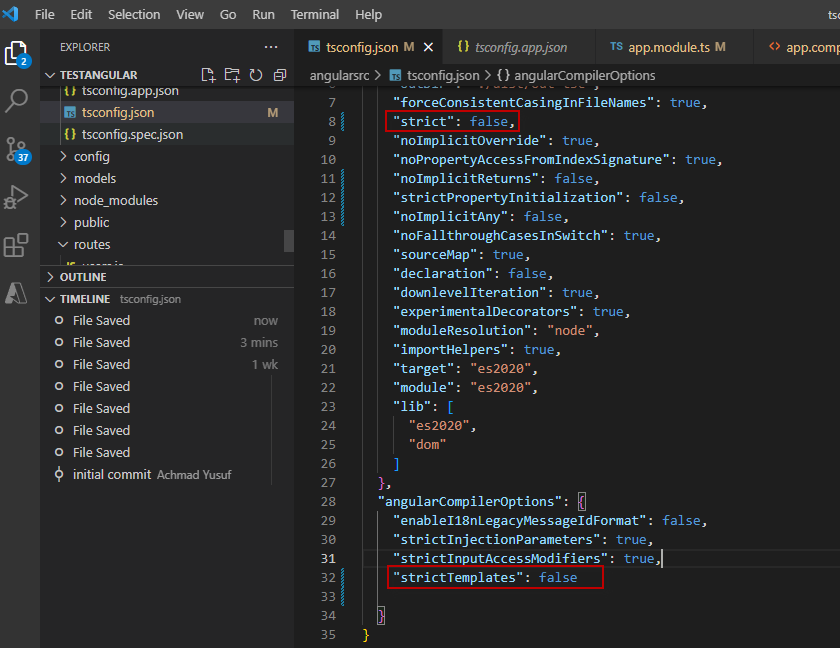 File Edit Selection View Go Run Terminal Help
EXPLORER
TESTANGULAR
{} tsconfig.app.json
TS tsconfig.json M
{} tsconfig.spec.json
config
models
node_modules
public
routes
OUTLINE
TIMELINE tsconfig.json
File Saved now
File Saved 3 mins
File Saved 1 wk
File Saved
File Saved
File Saved
File Saved
initial commit Achmad Yusuf
2
37
TS tsconfig.json M
{} tsconfig.app.json
TS app.module.ts M
<> app.comp
angularsrc > TS tsconfig.json > {} angularCompilerOptions
7 "forceConsistentCasingInFileNames": true,
8 "strict": false,
9 "noImplicitOverride": true,
10 "noPropertyAccessFromIndexSignature": true,
11 "noImplicitReturns": false,
12 "strictPropertyInitialization": false,
13 "noImplicitAny": false,
14 "noFallthroughCasesInSwitch": true,
15 "sourceMap": true,
16 "declaration": false,
17 "downlevelIteration": true,
18 "experimentalDecorators": true,
19 "moduleResolution": "node",
20 "importHelpers": true,
21 "target": "es2020",
22 "module": "es2020",
23 "lib": [
24 "es2020",
25 "dom"
26 ]
27 },
28 "angularCompilerOptions": {
29 "enableI18nLegacyMessageIdFormat": false,
30 "strictInjectionParameters": true,
31 "strictInputAccessModifiers": true,
32 "strictTemplates": false
33
34 }
35 }